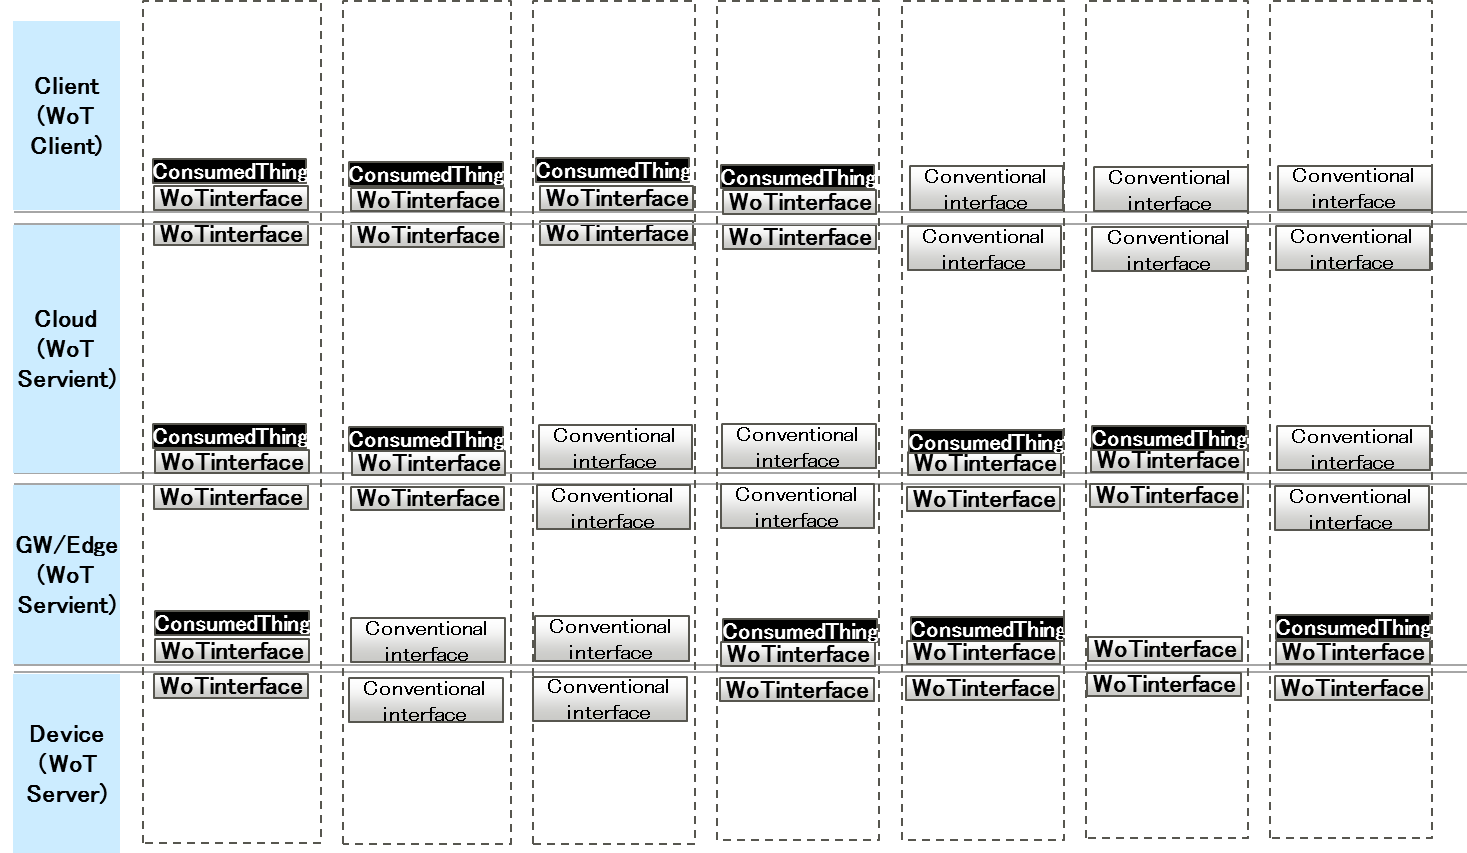 Client
(WoT
Client)
ConsumedThing
WoTinterface
ConsumedThing
WoTinterface
ConsumedThing
WoTinterface
ConsumedThing
WoTinterface
Conventional
interface
Conventional
interface
Conventional
interface
Cloud
(WoT
Servient)
WoTinterface
WoTinterface
WoTinterface
WoTinterface
Conventional
interface
Conventional
interface
Conventional
interface
ConsumedThing
WoTinterface
ConsumedThing
WoTinterface
Conventional
interface
Conventional
interface
ConsumedThing
WoTinterface
ConsumedThing
WoTinterface
Conventional
interface
GW/Edge
(WoT
Servient)
WoTinterface
WoTinterface
Conventional
interface
Conventional
interface
WoTinterface
WoTinterface
Conventional
interface
ConsumedThing
WoTinterface
Conventional
interface
Conventional
interface
ConsumedThing
WoTinterface
ConsumedThing
WoTinterface
WoTinterface
ConsumedThing
WoTinterface
Device
(WoT
Server)
WoTinterface
Conventional
interface
Conventional
interface
WoTinterface
WoTinterface
WoTinterface
WoTinterface